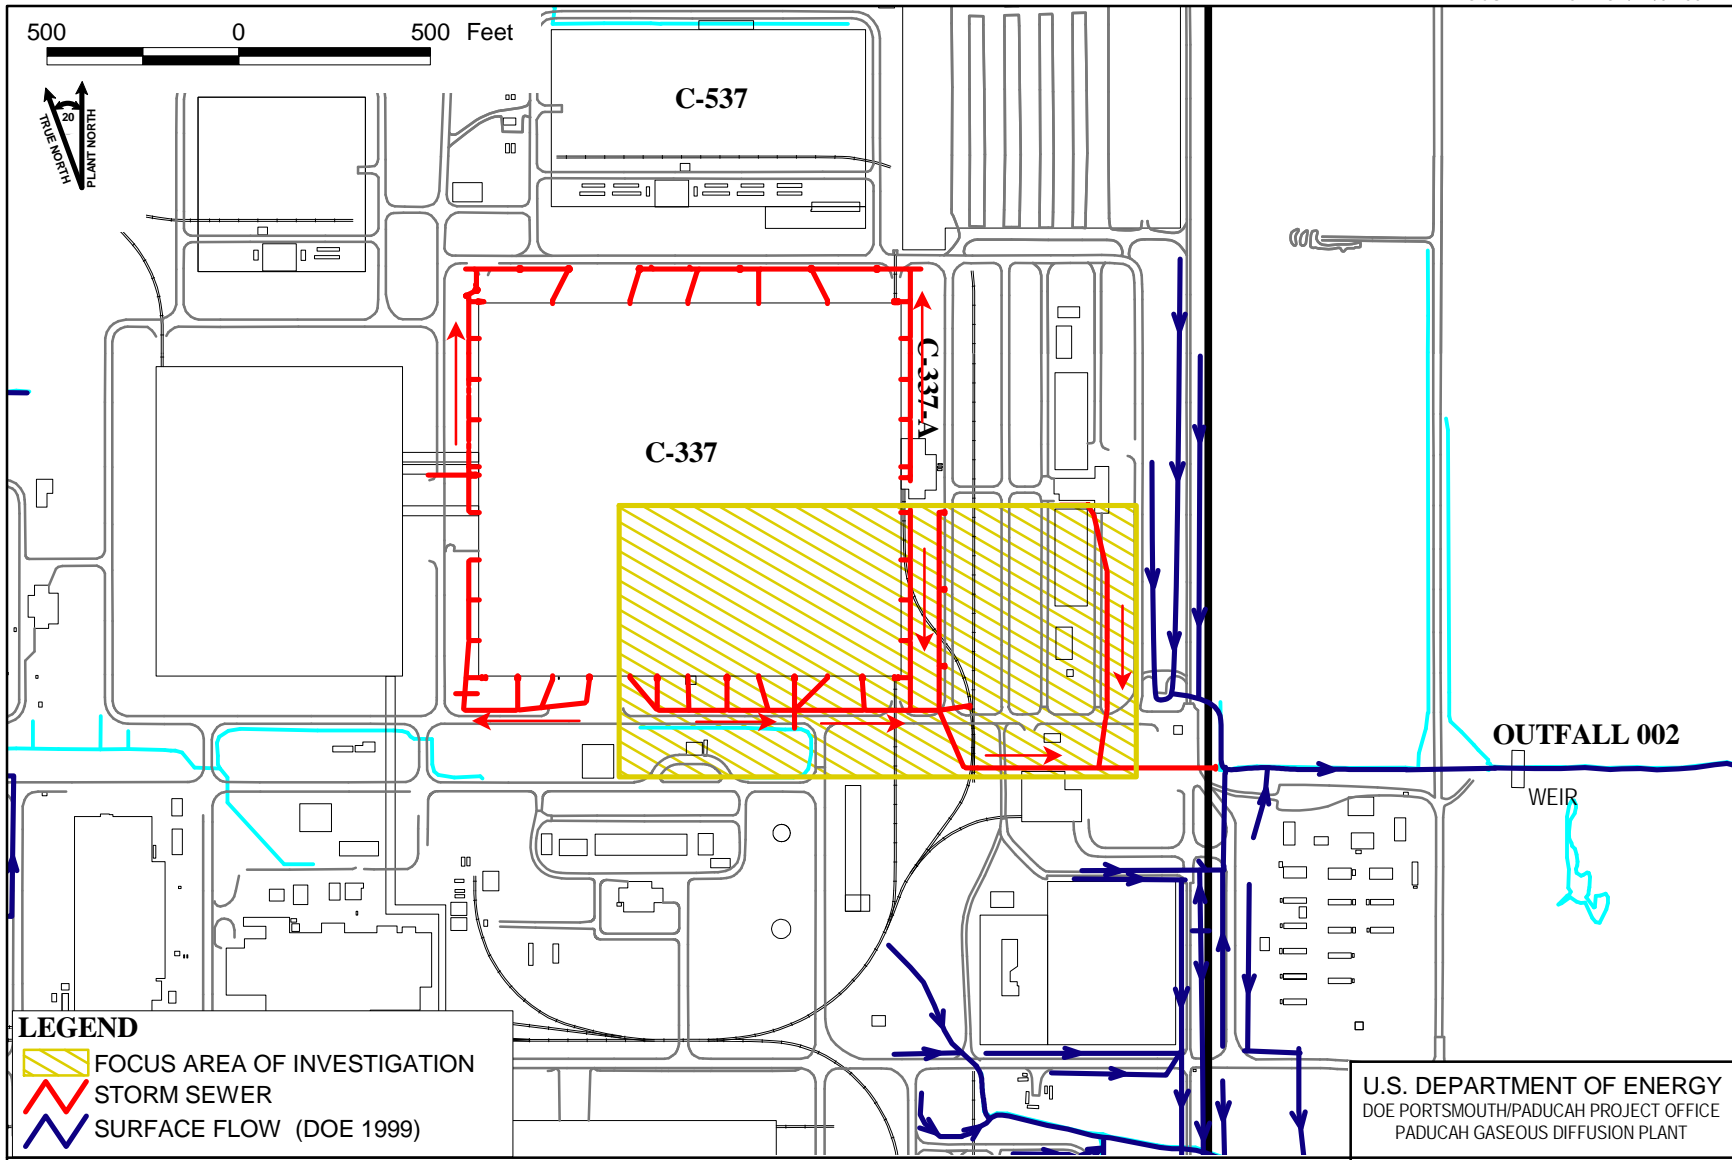 500 0 500 Feet
20
TRUE NORTH
PLANT NORTH
C-537
C-337-A
C-337
OUTFALL 002
WEIR
LEGEND
FOCUS AREA OF INVESTIGATION
STORM SEWER
SURFACE FLOW (DOE 1999)
U.S. DEPARTMENT OF ENERGY
DOE PORTSMOUTH/PADUCAH PROJECT OFFICE
PADUCAH GASEOUS DIFFUSION PLANT